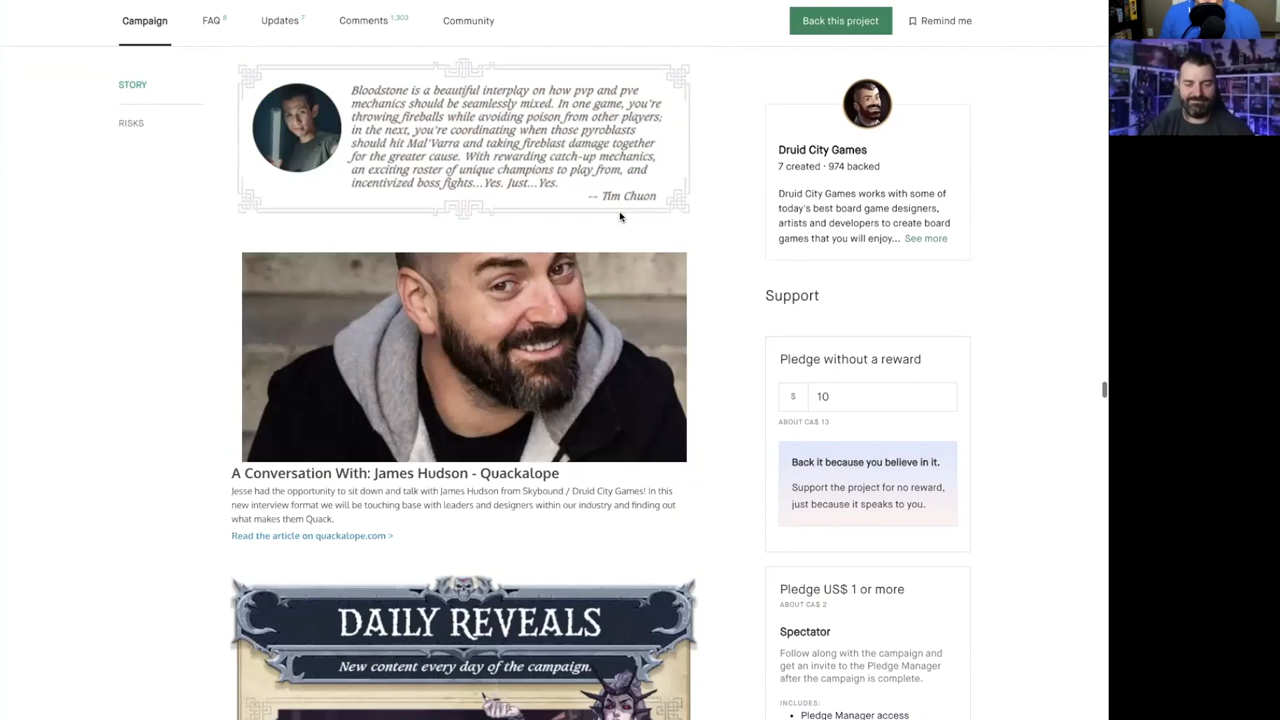 Campaign
FAQ 8
Updates 7
Comments 1,303
Community
Back this project
Remind me
STORY
RISKS
Bloodstone is a beautiful interplay on how pvp and pve
mechanics should be seamlessly mixed. In one game, you're
throwing fireballs while avoiding poison from other players;
in the next, you're coordinating when those pyroblasts
should hit Mal'Varra and taking fireblast damage together
for the greater cause. With rewarding catch-up mechanics,
an exciting roster of unique champions to play from, and
incentivized boss fights...Yes. Just...Yes.
-- Tim Chuon
A Conversation With: James Hudson - Quackalope
Jesse had the opportunity to sit down and talk with James Hudson from Skybound / Druid City Games! In this
new interview format we will be touching base with leaders and designers within our industry and finding out
what makes them Quack.
Read the article on quackalope.com >
DAILY REVEALS
New content every day of the campaign.
Druid City Games
7 created · 974 backed
Druid City Games works with some of
today's best board game designers,
artists and developers to create board
games that you will enjoy... See more
Support
Pledge without a reward
$ 10
ABOUT CA$ 13
Back it because you believe in it.
Support the project for no reward,
just because it speaks to you.
Pledge US$ 1 or more
ABOUT CA$ 2
Spectator
Follow along with the campaign and
get an invite to the Pledge Manager
after the campaign is complete.
INCLUDES:
• Pledge Manager access